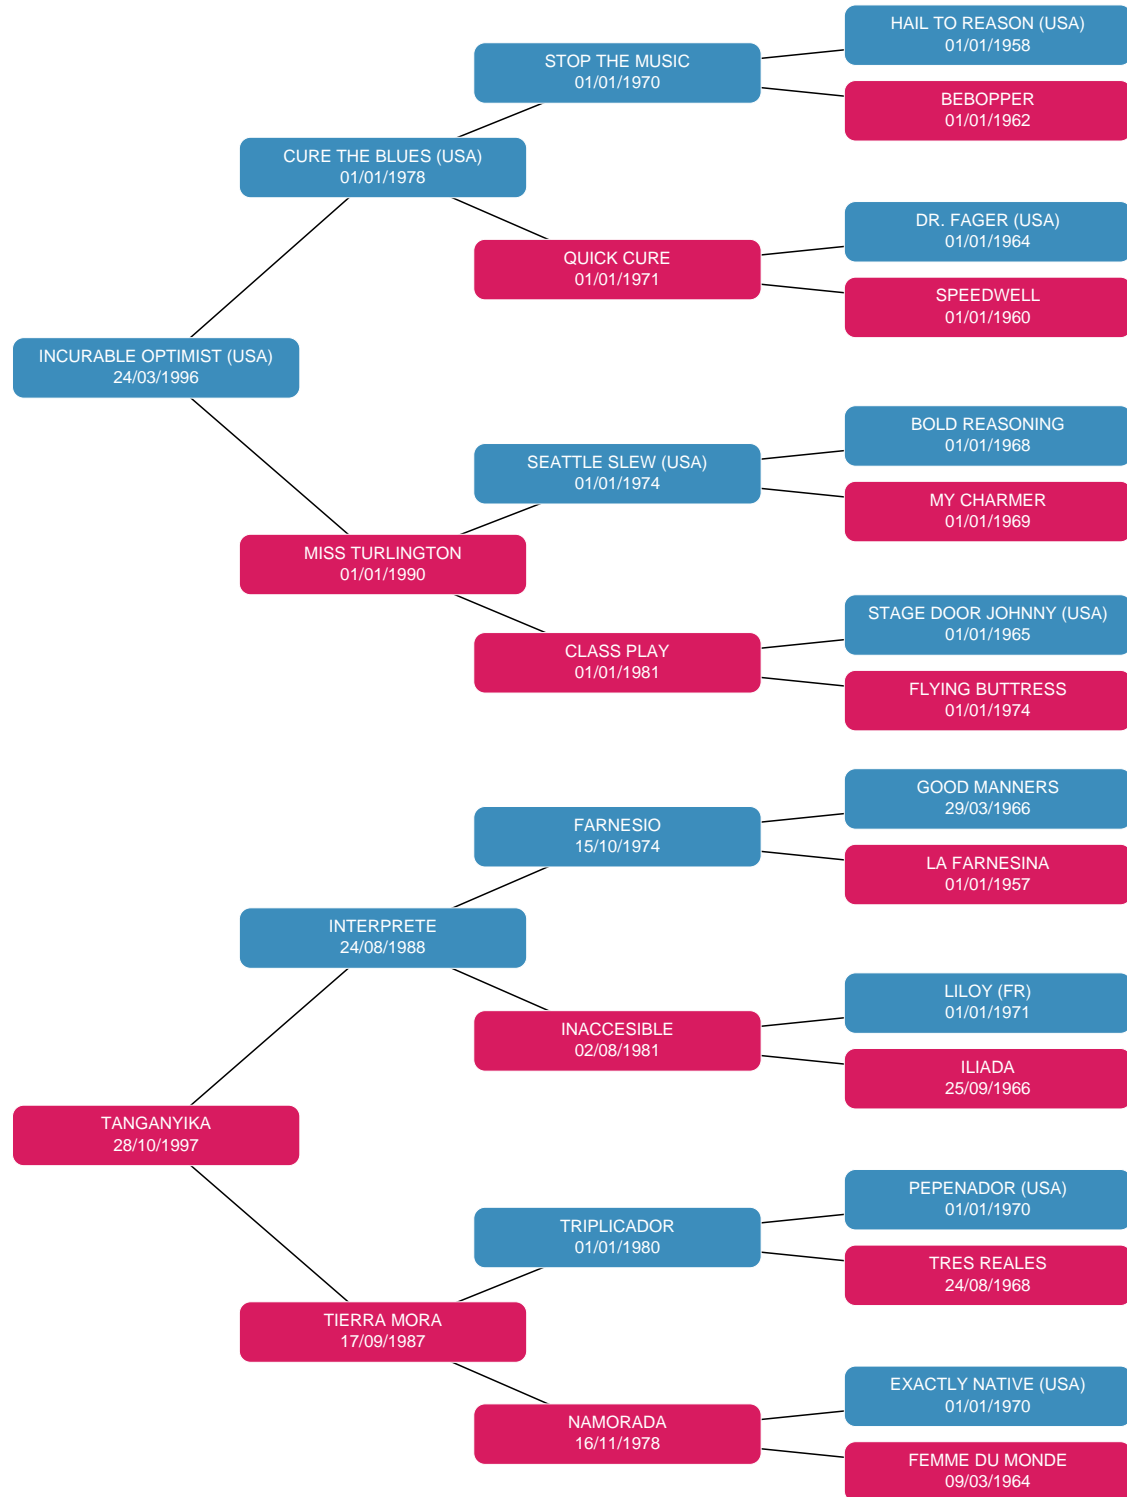 HAIL TO REASON (USA)
01/01/1958
STOP THE MUSIC
01/01/1970
BEBOPPER
01/01/1962
CURE THE BLUES (USA)
01/01/1978
DR. FAGER (USA)
01/01/1964
QUICK CURE
01/01/1971
SPEEDWELL
01/01/1960
INCURABLE OPTIMIST (USA)
24/03/1996
BOLD REASONING
01/01/1968
SEATTLE SLEW (USA)
01/01/1974
MY CHARMER
01/01/1969
MISS TURLINGTON
01/01/1990
STAGE DOOR JOHNNY (USA)
01/01/1965
CLASS PLAY
01/01/1981
FLYING BUTTRESS
01/01/1974
GOOD MANNERS
29/03/1966
FARNESIO
15/10/1974
LA FARNESINA
01/01/1957
INTERPRETE
24/08/1988
LILOY (FR)
01/01/1971
INACCESIBLE
02/08/1981
ILIADA
25/09/1966
TANGANYIKA
28/10/1997
PEPENADOR (USA)
01/01/1970
TRIPLICADOR
01/01/1980
TRES REALES
24/08/1968
TIERRA MORA
17/09/1987
EXACTLY NATIVE (USA)
01/01/1970
NAMORADA
16/11/1978
FEMME DU MONDE
09/03/1964